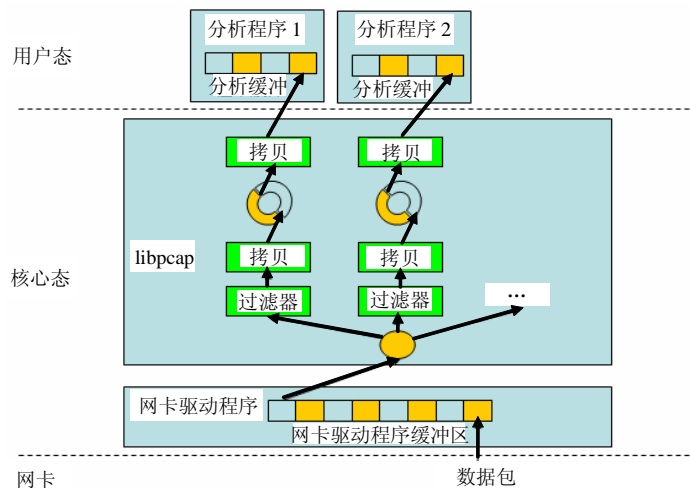 用户态
分析程序 1
分析程序 2
分析缓冲
分析缓冲
拷贝
拷贝
libpcap
拷贝
拷贝
核心态
过滤器
过滤器
...
网卡驱动程序
网卡驱动程序缓冲区
网卡
数据包